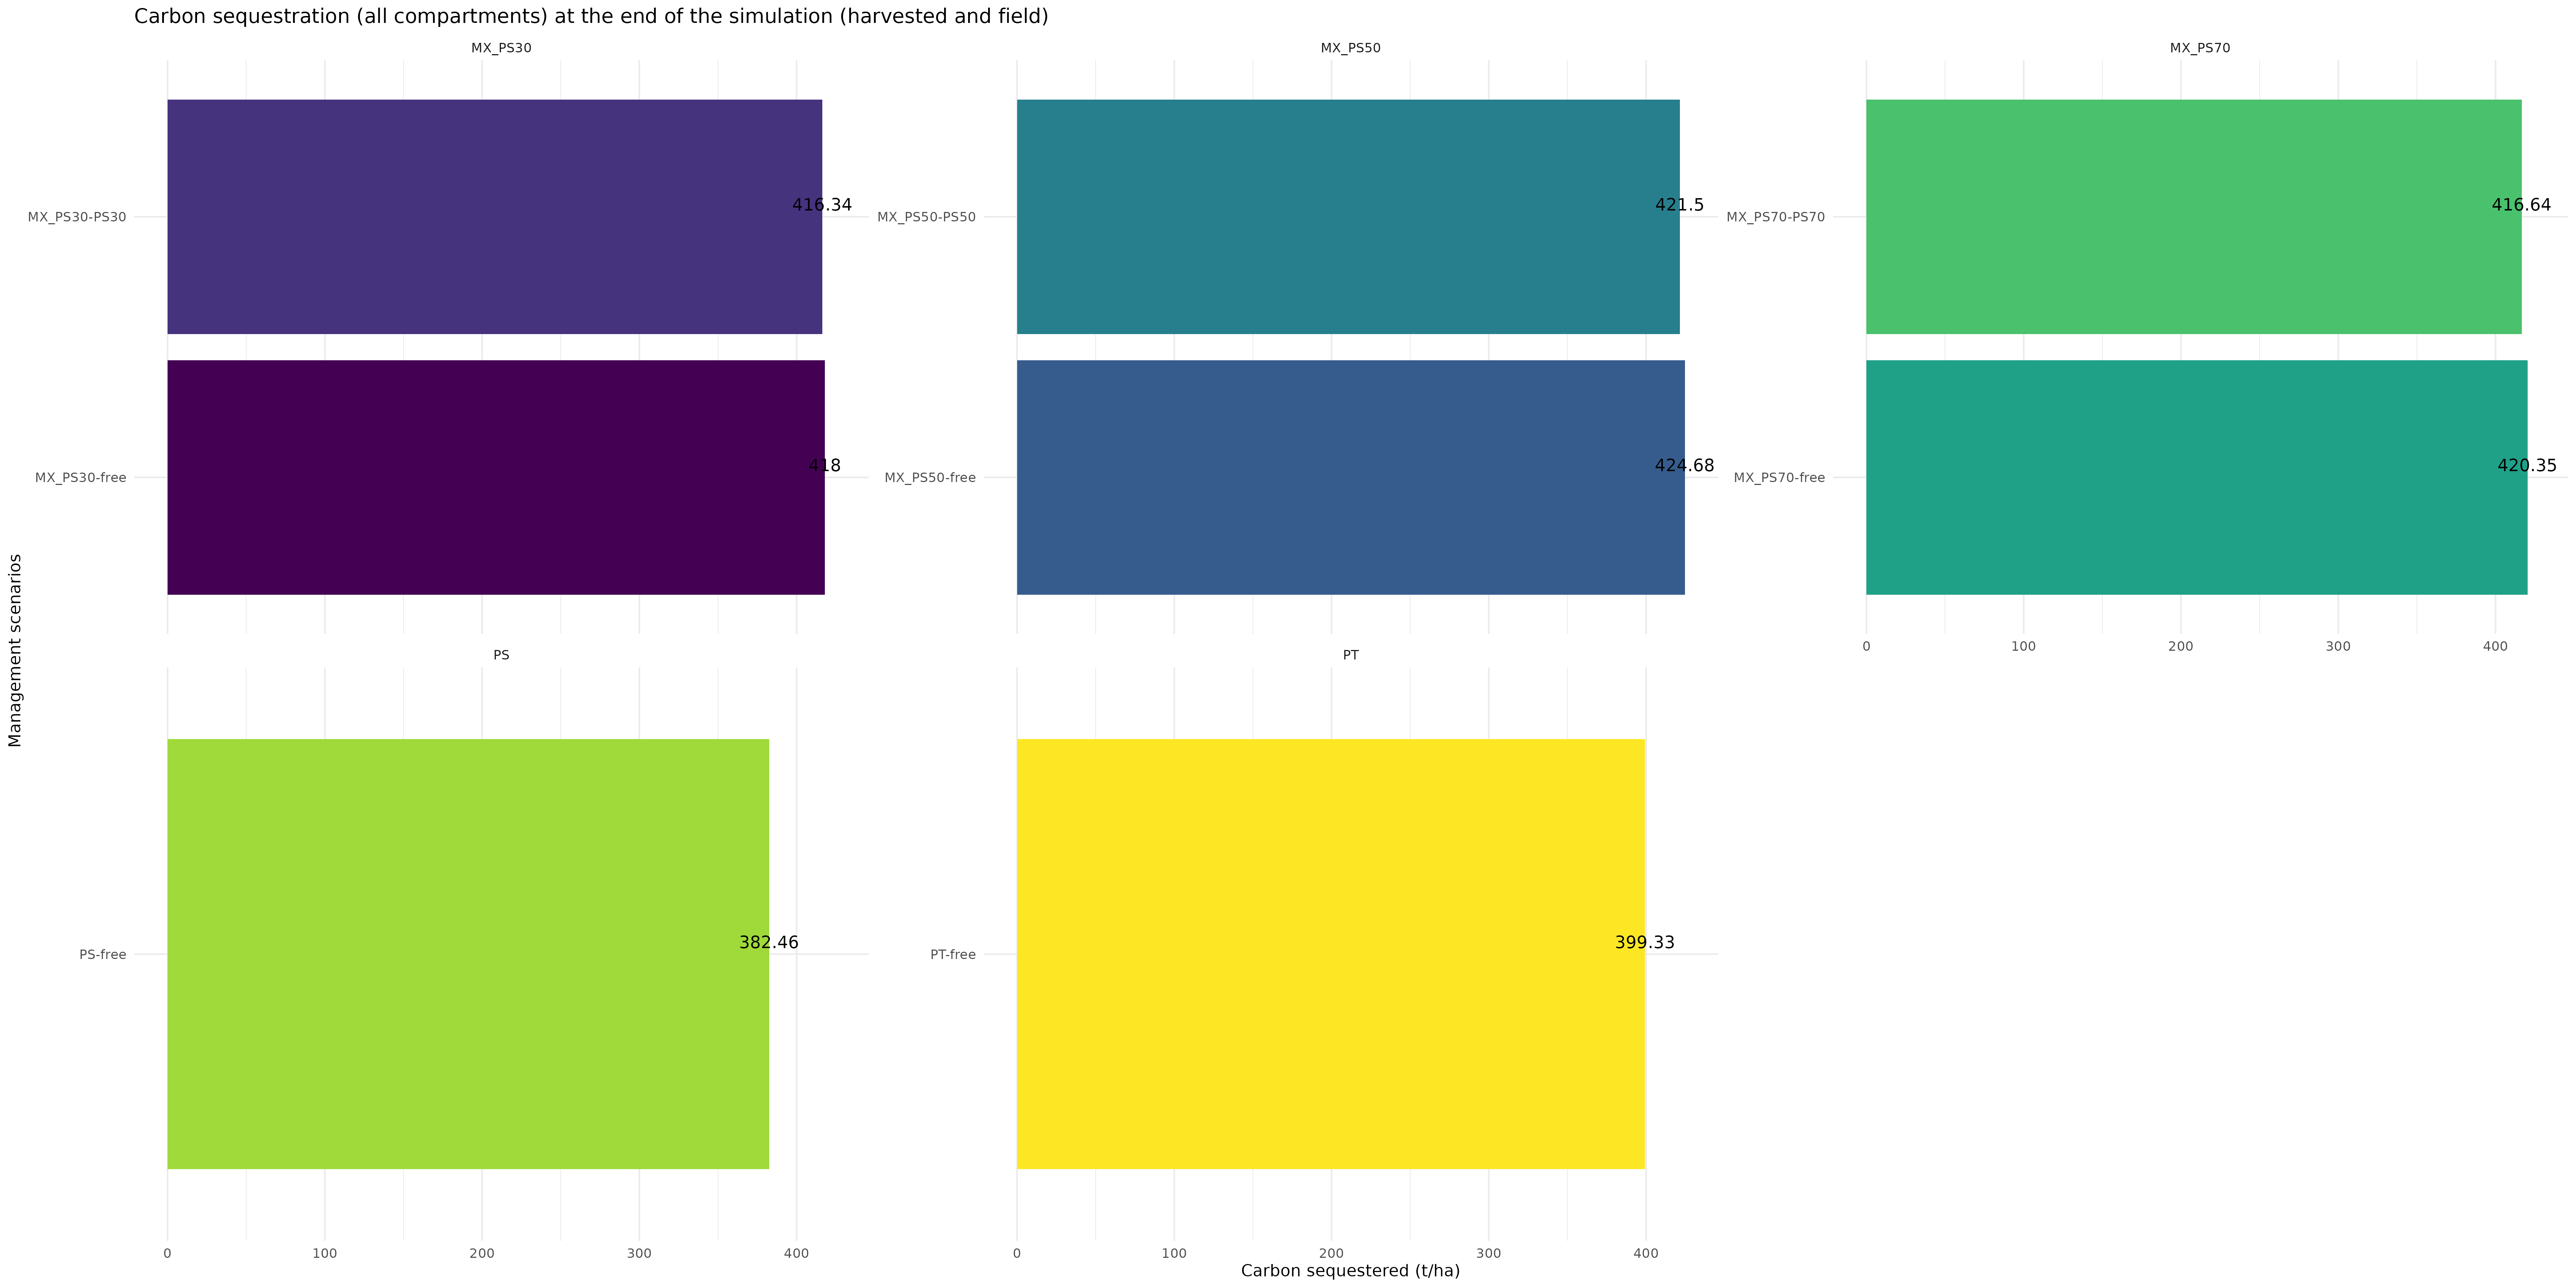 Carbon sequestration (all compartments) at the end of the simulation (harvested and field)
MX_PS30
MX_PS50
MX_PS70
MX_PS30-PS30
416.34
MX_PS50-PS50
421.5
MX_PS70-PS70
416.64
MX_PS30-free
418
MX_PS50-free
424.68
MX_PS70-free
420.35
0 100 200 300 400
Management scenarios
PS
PT
PS-free
382.46
PT-free
399.33
0 100 200 300 400
0 100 200 300 400
Carbon sequestered (t/ha)